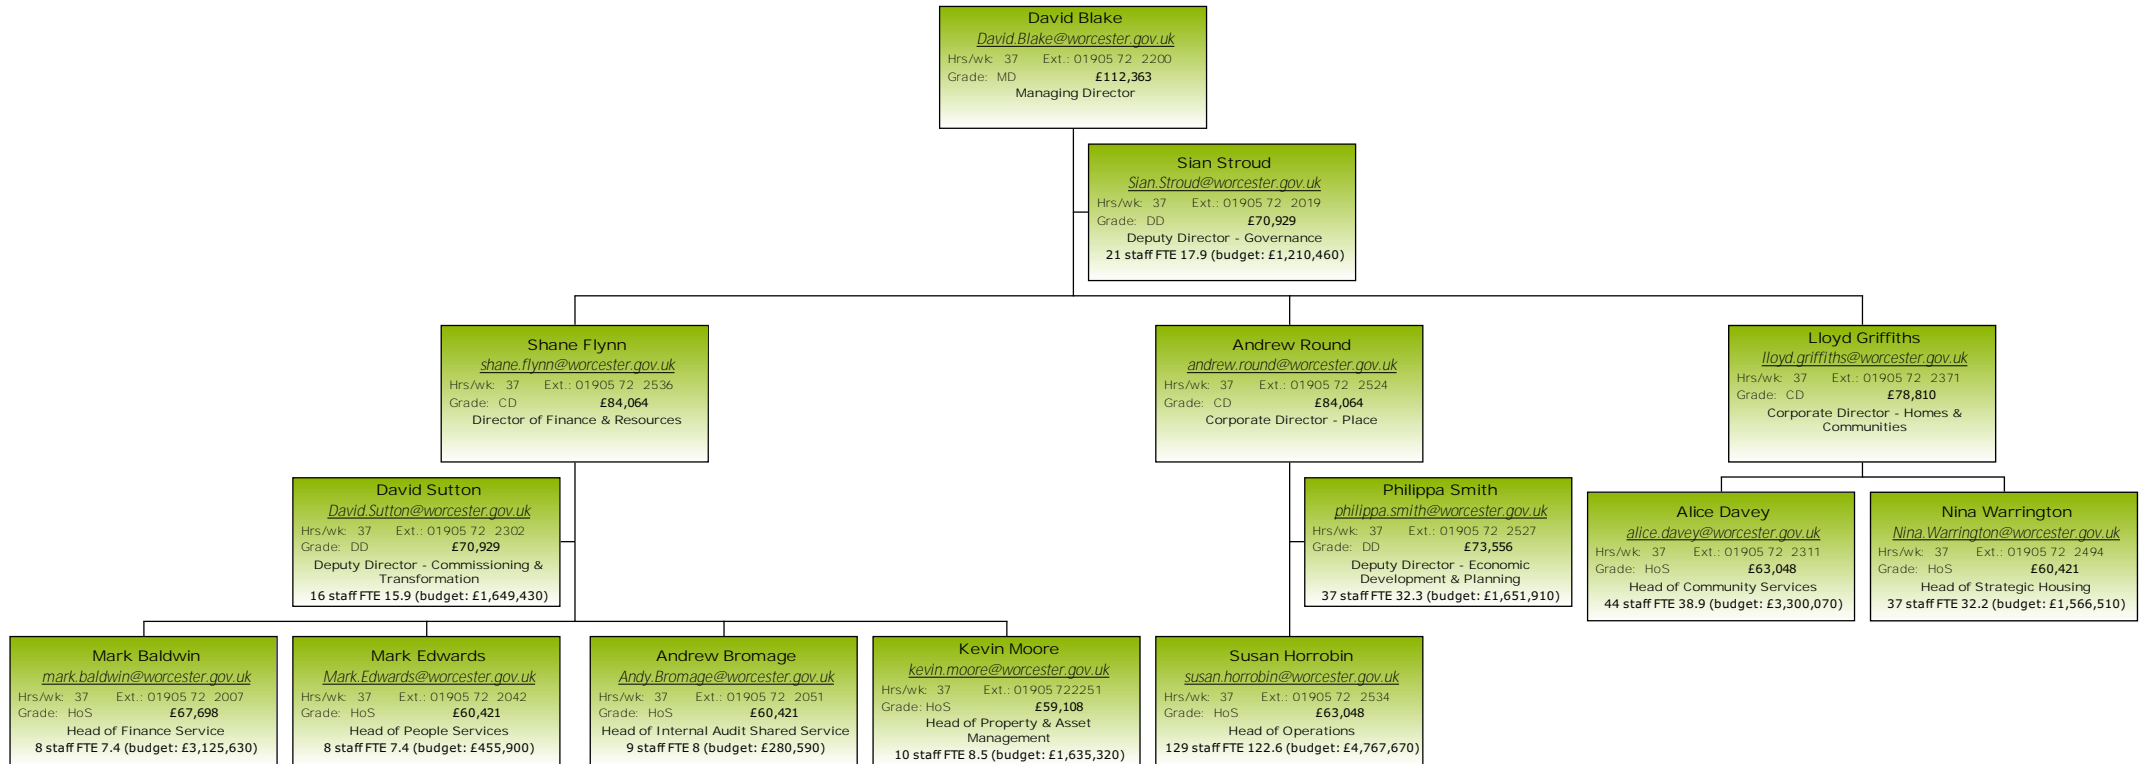 David Blake
David.Blake@worcester.gov.uk
Hrs/wk: 37 Ext.: 01905 72 2200
Grade: MD £112,363
Managing Director
Sian Stroud
Sian.Stroud@worcester.gov.uk
Hrs/wk: 37 Ext.: 01905 72 2019
Grade: DD £70,929
Deputy Director - Governance
21 staff FTE 17.9 (budget: £1,210,460)
Shane Flynn
shane.flynn@worcester.gov.uk
Hrs/wk: 37 Ext.: 01905 72 2536
Grade: CD £84,064
Director of Finance & Resources
Andrew Round
andrew.round@worcester.gov.uk
Hrs/wk: 37 Ext.: 01905 72 2524
Grade: CD £84,064
Corporate Director - Place
Lloyd Griffiths
lloyd.griffiths@worcester.gov.uk
Hrs/wk: 37 Ext.: 01905 72 2371
Grade: CD £78,810
Corporate Director - Homes &
Communities
David Sutton
David.Sutton@worcester.gov.uk
Hrs/wk: 37 Ext.: 01905 72 2302
Grade: DD £70,929
Deputy Director - Commissioning &
Transformation
16 staff FTE 15.9 (budget: £1,649,430)
Philippa Smith
philippa.smith@worcester.gov.uk
Hrs/wk: 37 Ext.: 01905 72 2527
Grade: DD £73,556
Deputy Director - Economic
Development & Planning
37 staff FTE 32.3 (budget: £1,651,910)
Alice Davey
alice.davey@worcester.gov.uk
Hrs/wk: 37 Ext.: 01905 72 2311
Grade: HoS £63,048
Head of Community Services
44 staff FTE 38.9 (budget: £3,300,070)
Nina Warrington
Nina.Warrington@worcester.gov.uk
Hrs/wk: 37 Ext.: 01905 72 2494
Grade: HoS £60,421
Head of Strategic Housing
37 staff FTE 32.2 (budget: £1,566,510)
Mark Baldwin
mark.baldwin@worcester.gov.uk
Hrs/wk: 37 Ext.: 01905 72 2007
Grade: HoS £67,698
Head of Finance Service
8 staff FTE 7.4 (budget: £3,125,630)
Mark Edwards
Mark.Edwards@worcester.gov.uk
Hrs/wk: 37 Ext.: 01905 72 2042
Grade: HoS £60,421
Head of People Services
8 staff FTE 7.4 (budget: £455,900)
Andrew Bromage
Andy.Bromage@worcester.gov.uk
Hrs/wk: 37 Ext.: 01905 72 2051
Grade: HoS £60,421
Head of Internal Audit Shared Service
9 staff FTE 8 (budget: £280,590)
Kevin Moore
kevin.moore@worcester.gov.uk
Hrs/wk: 37 Ext.: 01905 722251
Grade: HoS £59,108
Head of Property & Asset
Management
10 staff FTE 8.5 (budget: £1,635,320)
Susan Horrobin
susan.horrobin@worcester.gov.uk
Hrs/wk: 37 Ext.: 01905 72 2534
Grade: HoS £63,048
Head of Operations
129 staff FTE 122.6 (budget: £4,767,670)